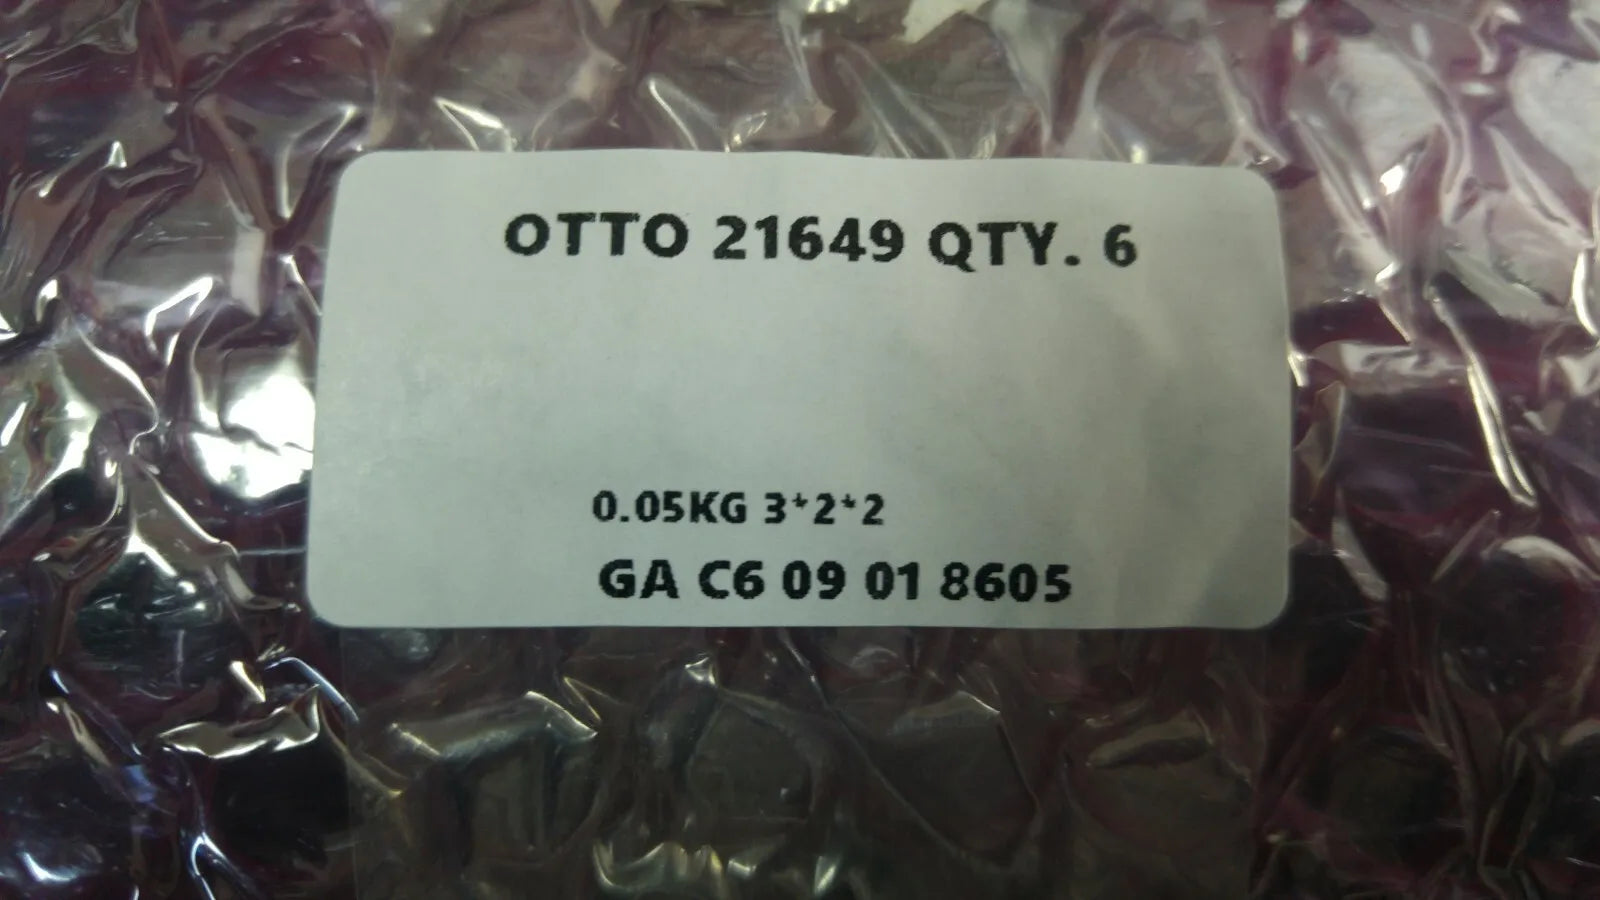 OTTO 21649 QTY. 6
0.05KG 3*2*2
GA C6 09 01 8605